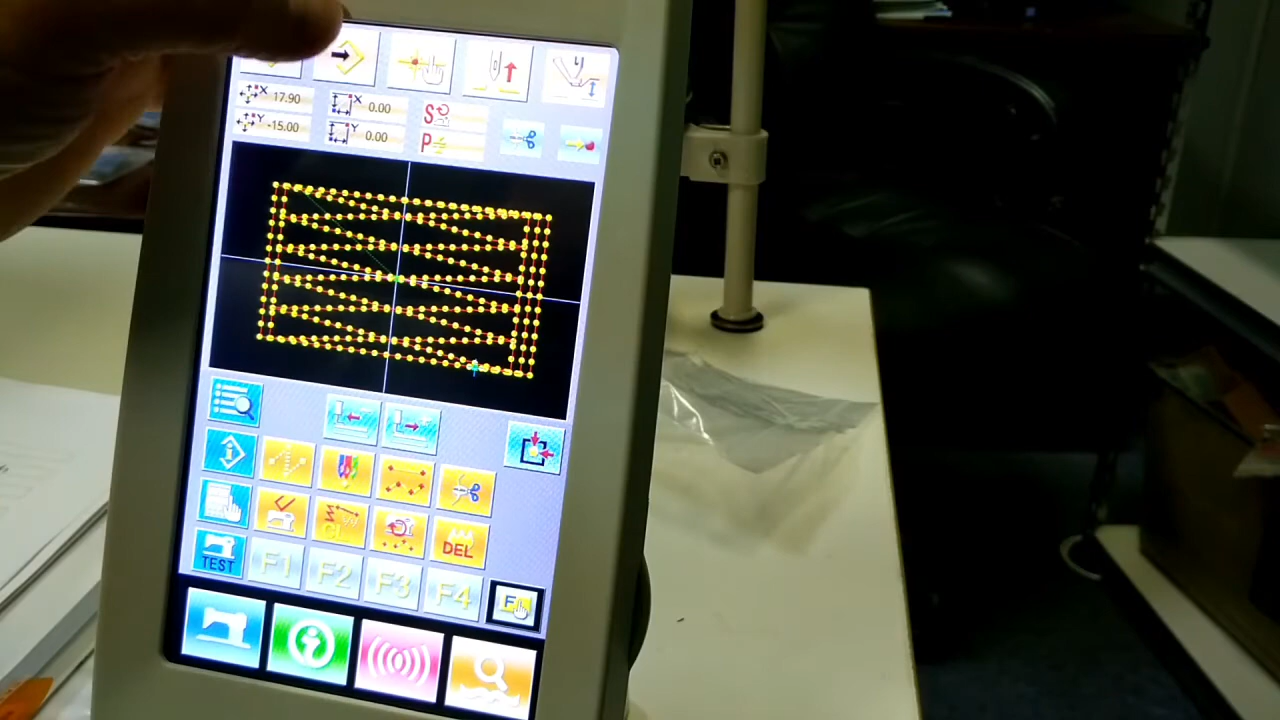 X 17.90 X 0.00 S
Y -15.00 Y 0.00 P
DEL
TEST F1 F2 F3 F4 F